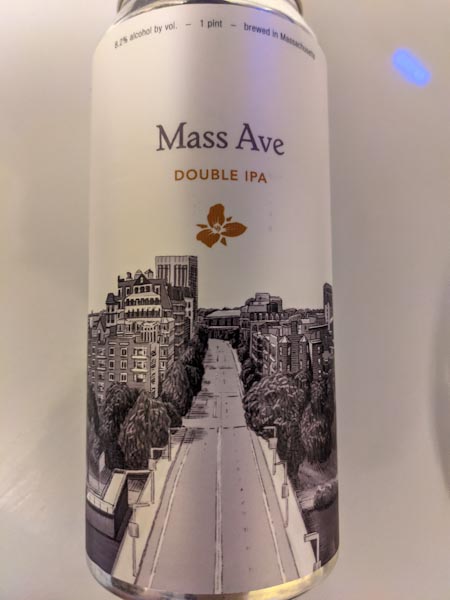 8.2% alcohol by vol. — 1 pint — brewed in Massachusetts
Mass Ave
DOUBLE IPA